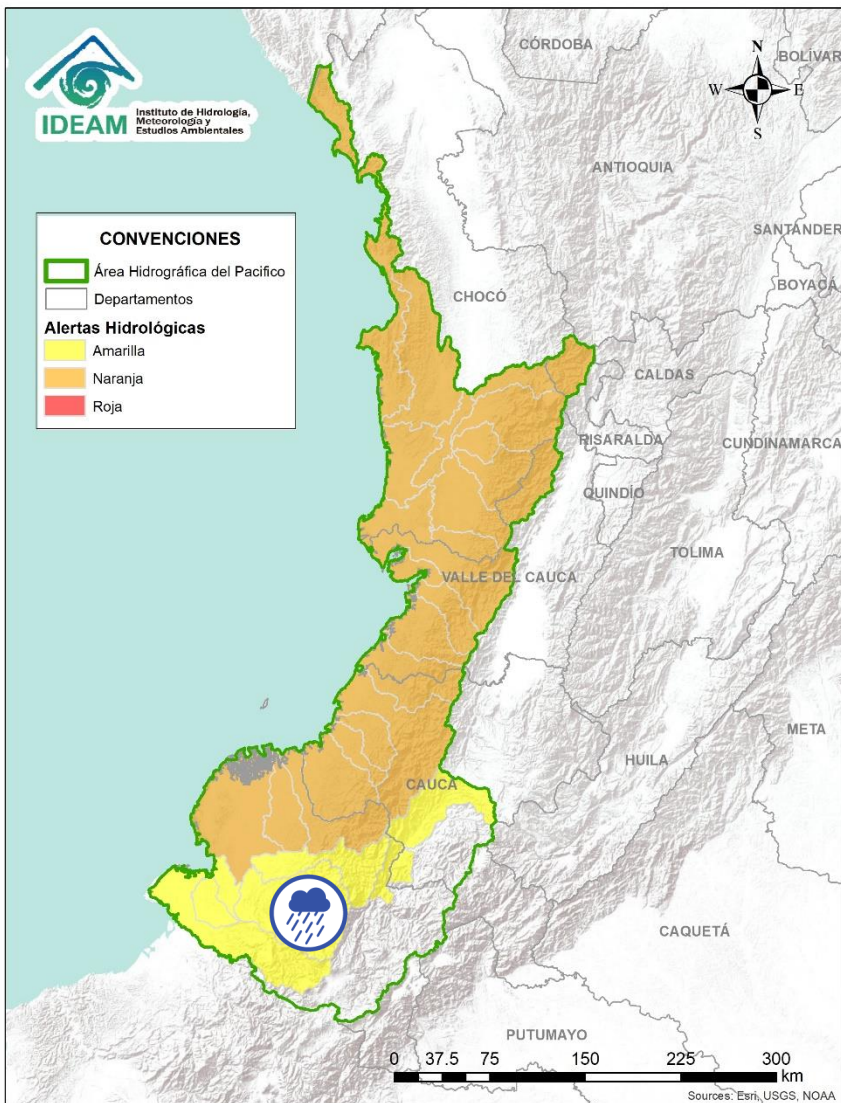 IDEAM
Instituto de Hidrología,
Meteorología y
Estudios Ambientales
CÓRDOBA
BOLÍVAR
N
W
E
S
ANTIOQUIA
SANTANDER
BOYACÁ
CONVENCIONES
Área Hidrográfica del Pacifico
Departamentos
Alertas Hidrológicas
Amarilla
Naranja
Roja
CHOCÓ
CALDAS
RISARALDA
CUNDINAMARCA
QUINDÍO
TOLIMA
VALLE DEL CAUCA
META
HUILA
CAUCA
CAQUETÁ
PUTUMAYO
0 37.5 75 150 225 300
km
Sources: Esri, USGS, NOAA